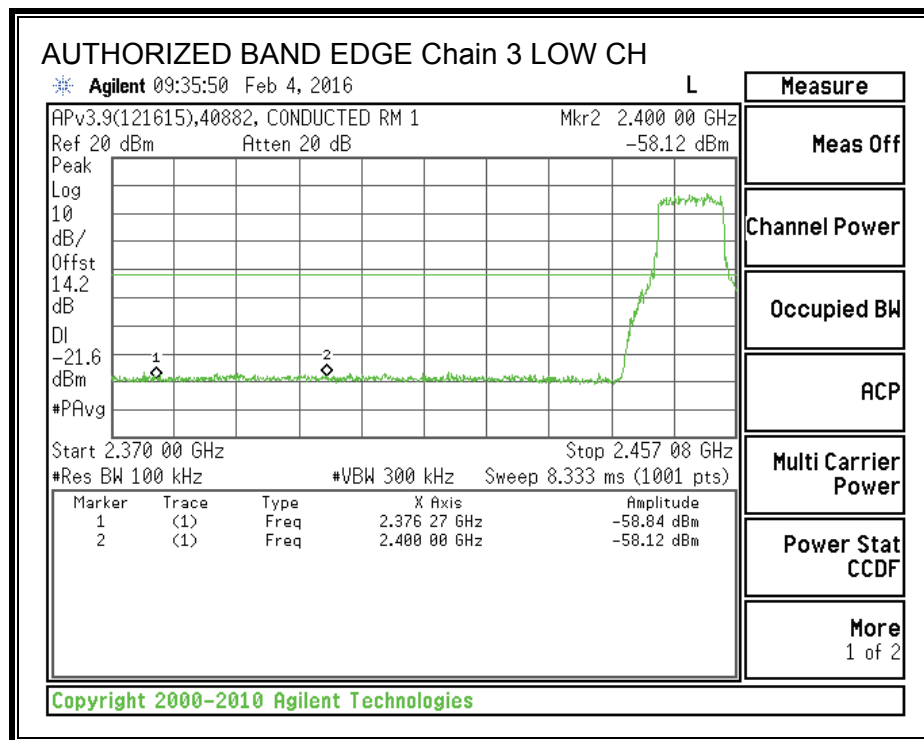 AUTHORIZED BAND EDGE Chain 3 LOW CH
Agilent 09:35:50 Feb 4, 2016 L
APv3.9(121615),40882, CONDUCTED RM 1 Mkr2 2.400 00 GHz
Ref 20 dBm Atten 20 dB -58.12 dBm
Peak
Log
10
dB/
Offst
14.2
dB
DI
-21.6
dBm
#PAvg
1 2
Start 2.370 00 GHz Stop 2.457 08 GHz
#Res BW 100 kHz #VBW 300 kHz Sweep 8.333 ms (1001 pts)
Marker Trace Type X Axis Amplitude
1 (1) Freq 2.376 27 GHz -58.84 dBm
2 (1) Freq 2.400 00 GHz -58.12 dBm
Measure
Meas Off
Channel Power
Occupied BW
ACP
Multi Carrier
Power
Power Stat
CCDF
More
1 of 2
Copyright 2000-2010 Agilent Technologies